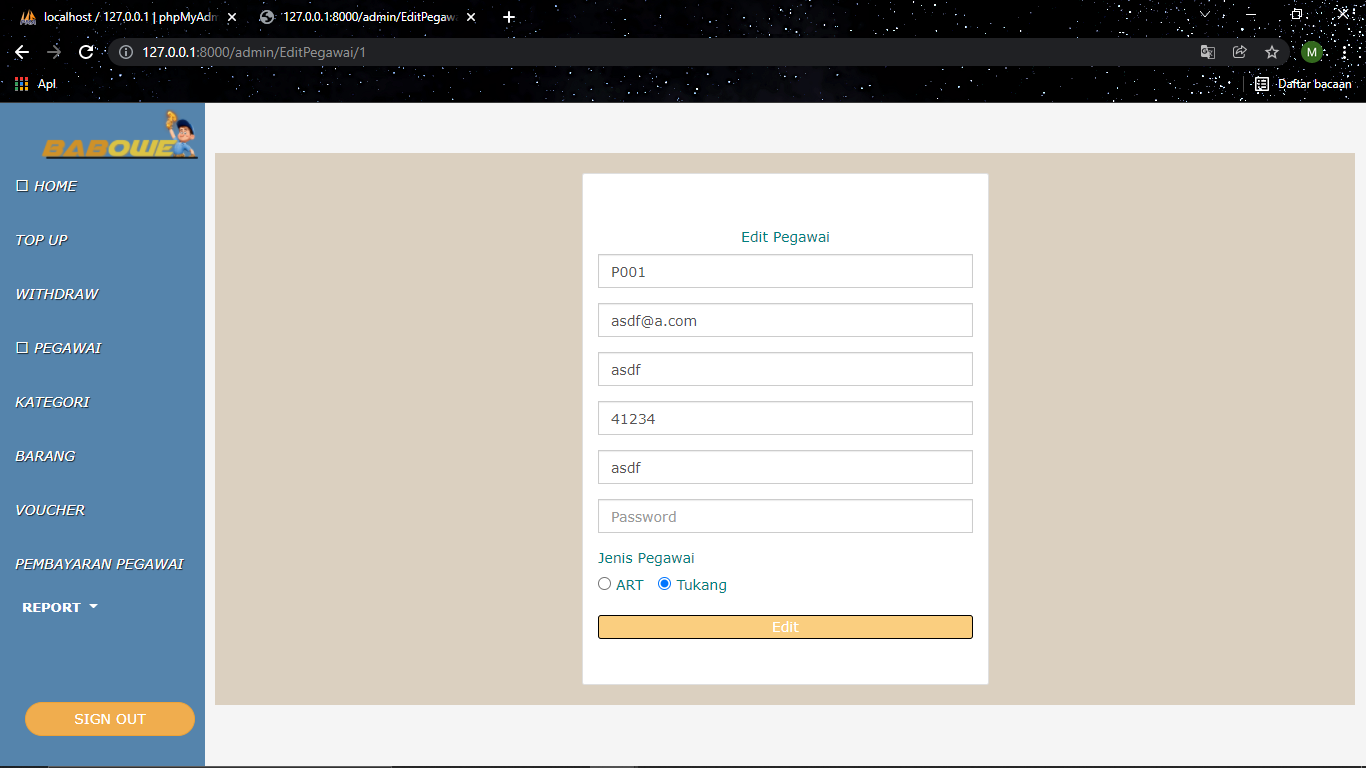 localhost / 127.0.0.1 | phpMyAdm
127.0.0.1:8000/admin/EditPegawa
127.0.0.1:8000/admin/EditPegawai/1
M
Apl
Daftar bacaan
BABOWE
HOME
TOP UP
WITHDRAW
PEGAWAI
KATEGORI
BARANG
VOUCHER
PEMBAYARAN PEGAWAI
REPORT
SIGN OUT
Edit Pegawai
P001
asdf@a.com
asdf
41234
asdf
Password
Jenis Pegawai
ART Tukang
Edit